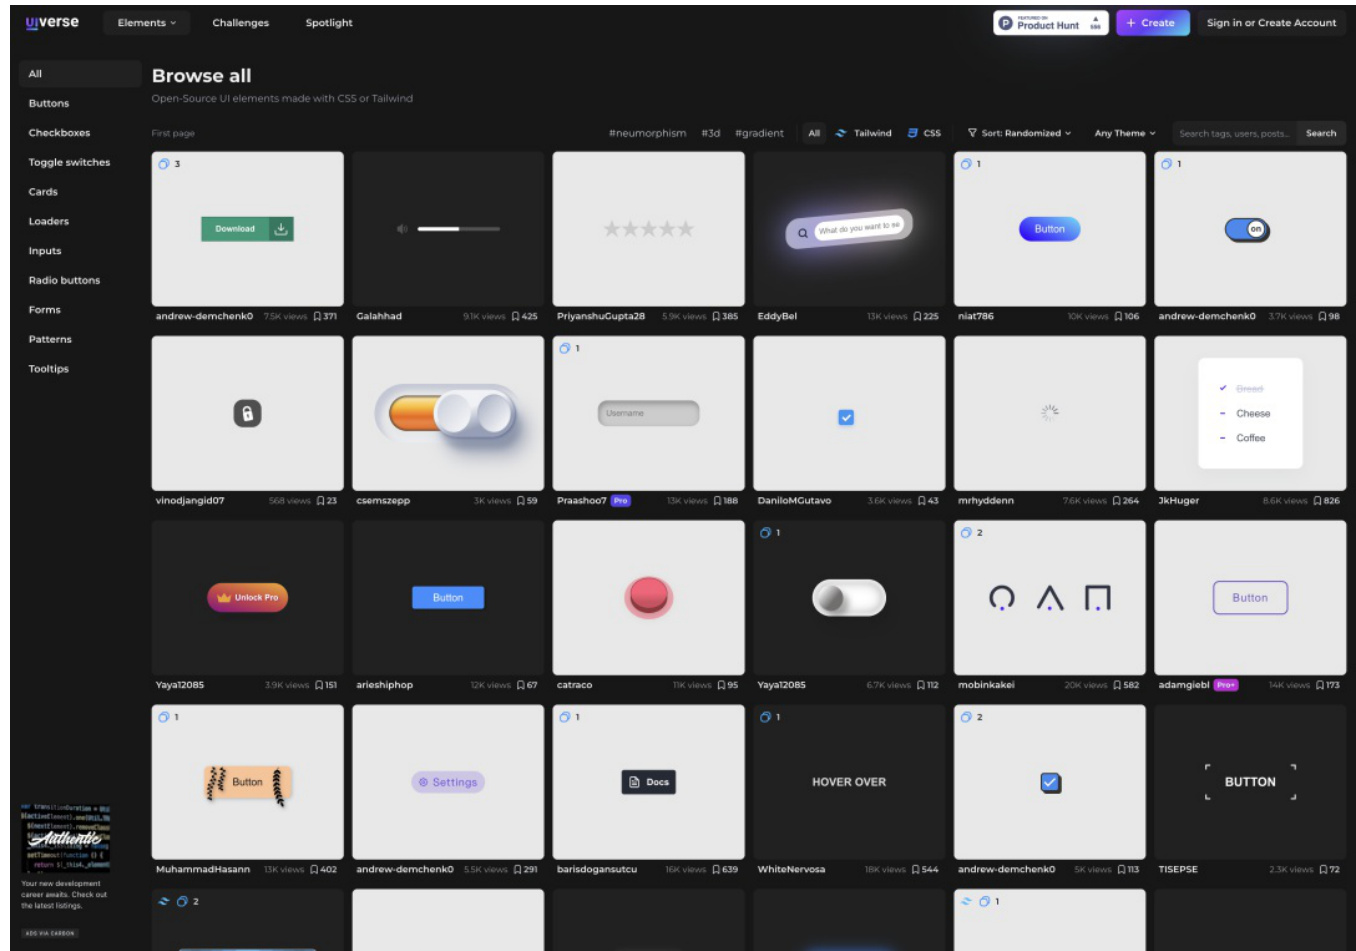 uiverse
Elements
Challenges
Spotlight
FEATURED ON
Product Hunt
+ Create
Sign in or Create Account
All
Buttons
Checkboxes
Toggle switches
Cards
Loaders
Inputs
Radio buttons
Forms
Patterns
Tooltips
Browse all
Open-Source UI elements made with CSS or Tailwind
First page
#neumorphism #3d #gradient All Tailwind CSS Sort: Randomized Any Theme Search tags, users, posts... Search
3
Download
andrew-demchenk0 7.5K views 371
Galahhad 9.1K views 425
PriyanshuGupta28 5.9K views 385
What do you want to se
EddyBel 13K views 225
1
Button
niat786 10K views 106
1
on
andrew-demchenk0 3.7K views 98
vinodjangid07 568 views 23
csemszepp 3K views 59
1
Username
Praashoo7 Pro 13K views 188
DaniloMGutavo 3.6K views 43
mrhyddenn 7.6K views 264
Bread
Cheese
Coffee
JkHuger 8.6K views 826
Unlock Pro
Yaya12085 3.9K views 151
Button
arieshiphop 12K views 67
catraco 11K views 95
1
Yaya12085 6.7K views 112
2
mobinkakei 20K views 582
Button
adamgiebl Pro+ 14K views 173
1
Button
MuhammadHasann 13K views 402
Settings
andrew-demchenk0 5.5K views 291
1
Docs
barisdogansutcu 16K views 639
1
HOVER OVER
WhiteNervosa 18K views 544
2
andrew-demchenk0 5K views 113
BUTTON
TISEPSE 2.3K views 72
2
1
Authentic
Your new development
career awaits. Check out
the latest listings.
ADS VIA CARBON